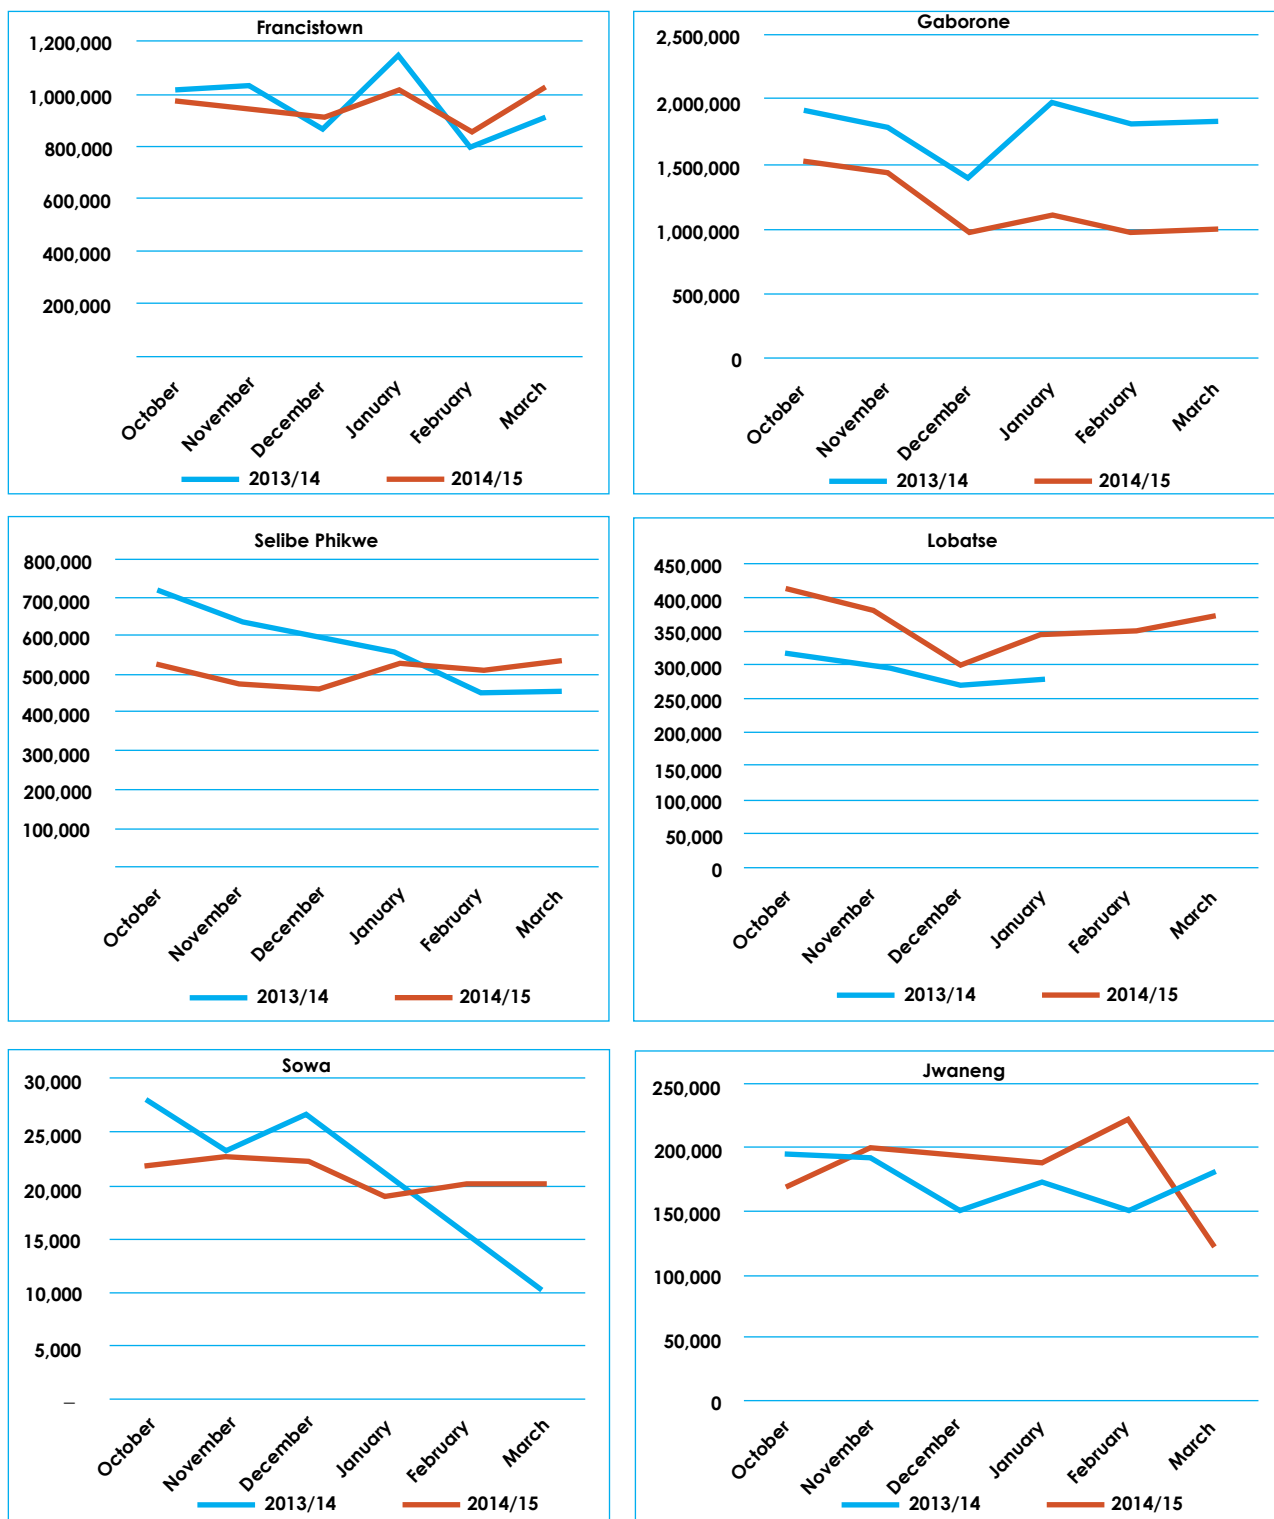 Francistown
1,200,000
1,000,000
800,000
600,000
400,000
200,000
October
November
December
January
February
March
2013/14
2014/15
Gaborone
2,500,000
2,000,000
1,500,000
1,000,000
500,000
0
October
November
December
January
February
March
2013/14
2014/15
Selibe Phikwe
800,000
700,000
600,000
500,000
400,000
300,000
200,000
100,000
October
November
December
January
February
March
2013/14
2014/15
Lobatse
450,000
400,000
350,000
300,000
250,000
200,000
150,000
100,000
50,000
0
October
November
December
January
February
March
2013/14
2014/15
Sowa
30,000
25,000
20,000
15,000
10,000
5,000
–
October
November
December
January
February
March
2013/14
2014/15
Jwaneng
250,000
200,000
150,000
100,000
50,000
0
October
November
December
January
February
March
2013/14
2014/15